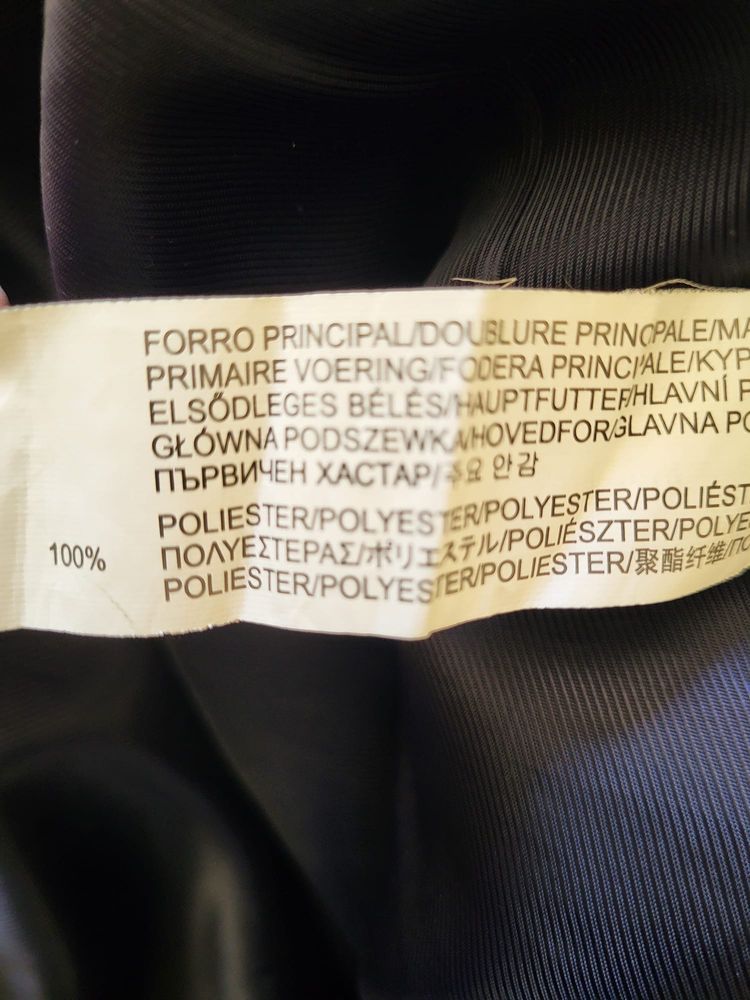 FORRO PRINCIPAL/DOUBLURE PRINCIPALE/MA
PRIMAIRE VOERING/FODERA PRINCIPALE/KYP
ELSŐDLEGES BÉLÉS/HAUPTFUTTER/HLAVNÍ P
GŁÓWNA PODSZEWKA/HOVEDFOR/GLAVNA PO
ПЪРВИЧЕН ХАСТАР/주요 안감
POLIESTER/POLYESTER/POLYESTER/POLIÉST
100% ΠΟΛΥΕΣΤΕΡΑΣ/ポリエステル/POLIÉSZTER/POLYE
POLIESTER/POLYESTER/POLIESTER/聚酯纤维/ПО